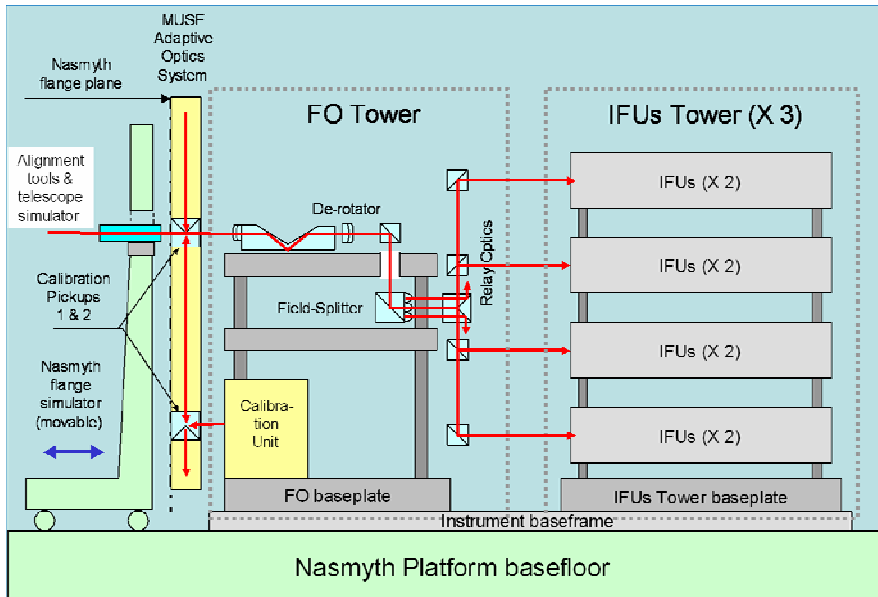 MUSE
Adaptive
Optics
System
Nasmyth
flange plane
FO Tower
IFUs Tower (X 3)
Alignment
tools &
telescope
simulator
De-rotator
IFUs (X 2)
Relay Optics
Calibration
Pickups
1 & 2
Field-Splitter
IFUs (X 2)
IFUs (X 2)
Nasmyth
flange
simulator
(movable)
Calibra-
tion
Unit
IFUs (X 2)
FO baseplate
IFUs Tower baseplate
Instrument baseframe
Nasmyth Platform basefloor